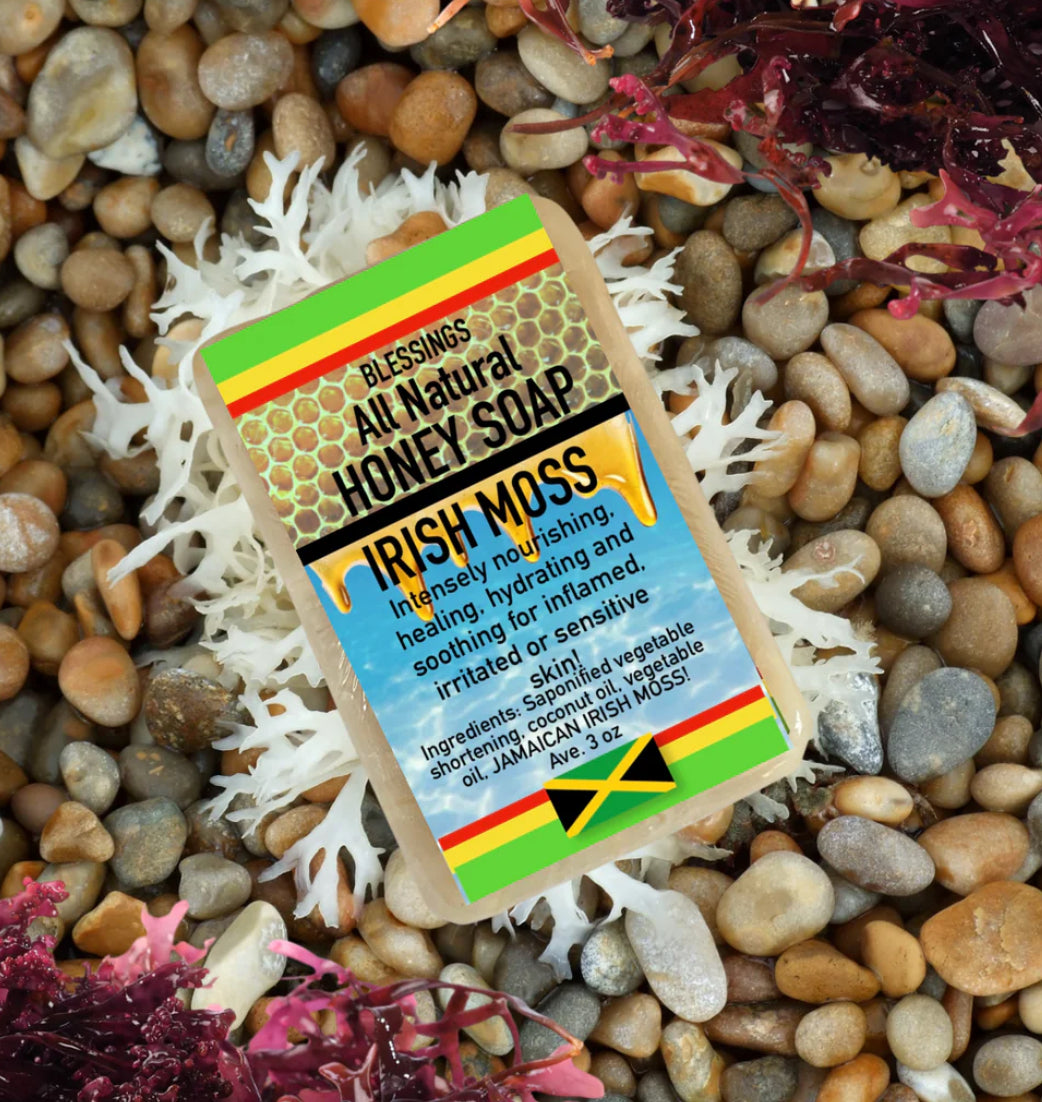 BLESSINGS
All Natural
HONEY SOAP
IRISH MOSS
Intensely nourishing,
healing, hydrating and
soothing for inflamed,
irritated or sensitive
skin!
Ingredients: Saponified vegetable
shortening, coconut oil, vegetable
oil, JAMAICAN IRISH MOSS!
Ave. 3 oz